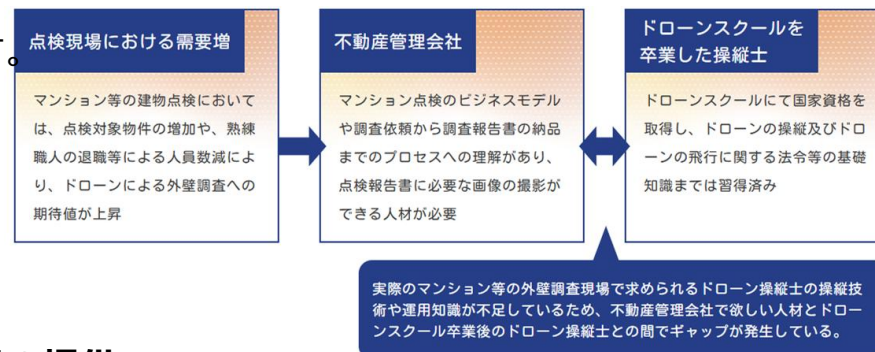 す。
点検現場における需要増
マンション等の建物点検において
は、点検対象物件の増加や、熟練
職人の退職等による人員数減によ
り、ドローンによる外壁調査への
期待値が上昇
不動産管理会社
マンション点検のビジネスモデル
や調査依頼から調査報告書の納品
までのプロセスへの理解があり、
点検報告書に必要な画像の撮影が
できる人材が必要
ドローンスクールを
卒業した操縦士
ドローンスクールにて国家資格を
取得し、ドローンの操縦及びドロ
ーンの飛行に関する法令等の基礎
知識までは習得済み
実際のマンション等の外壁調査現場で求められるドローン操縦士の操縦技
術や運用知識が不足しているため、不動産管理会社で欲しい人材とドロー
ンスクール卒業後のドローン操縦士との間でギャップが発生している。